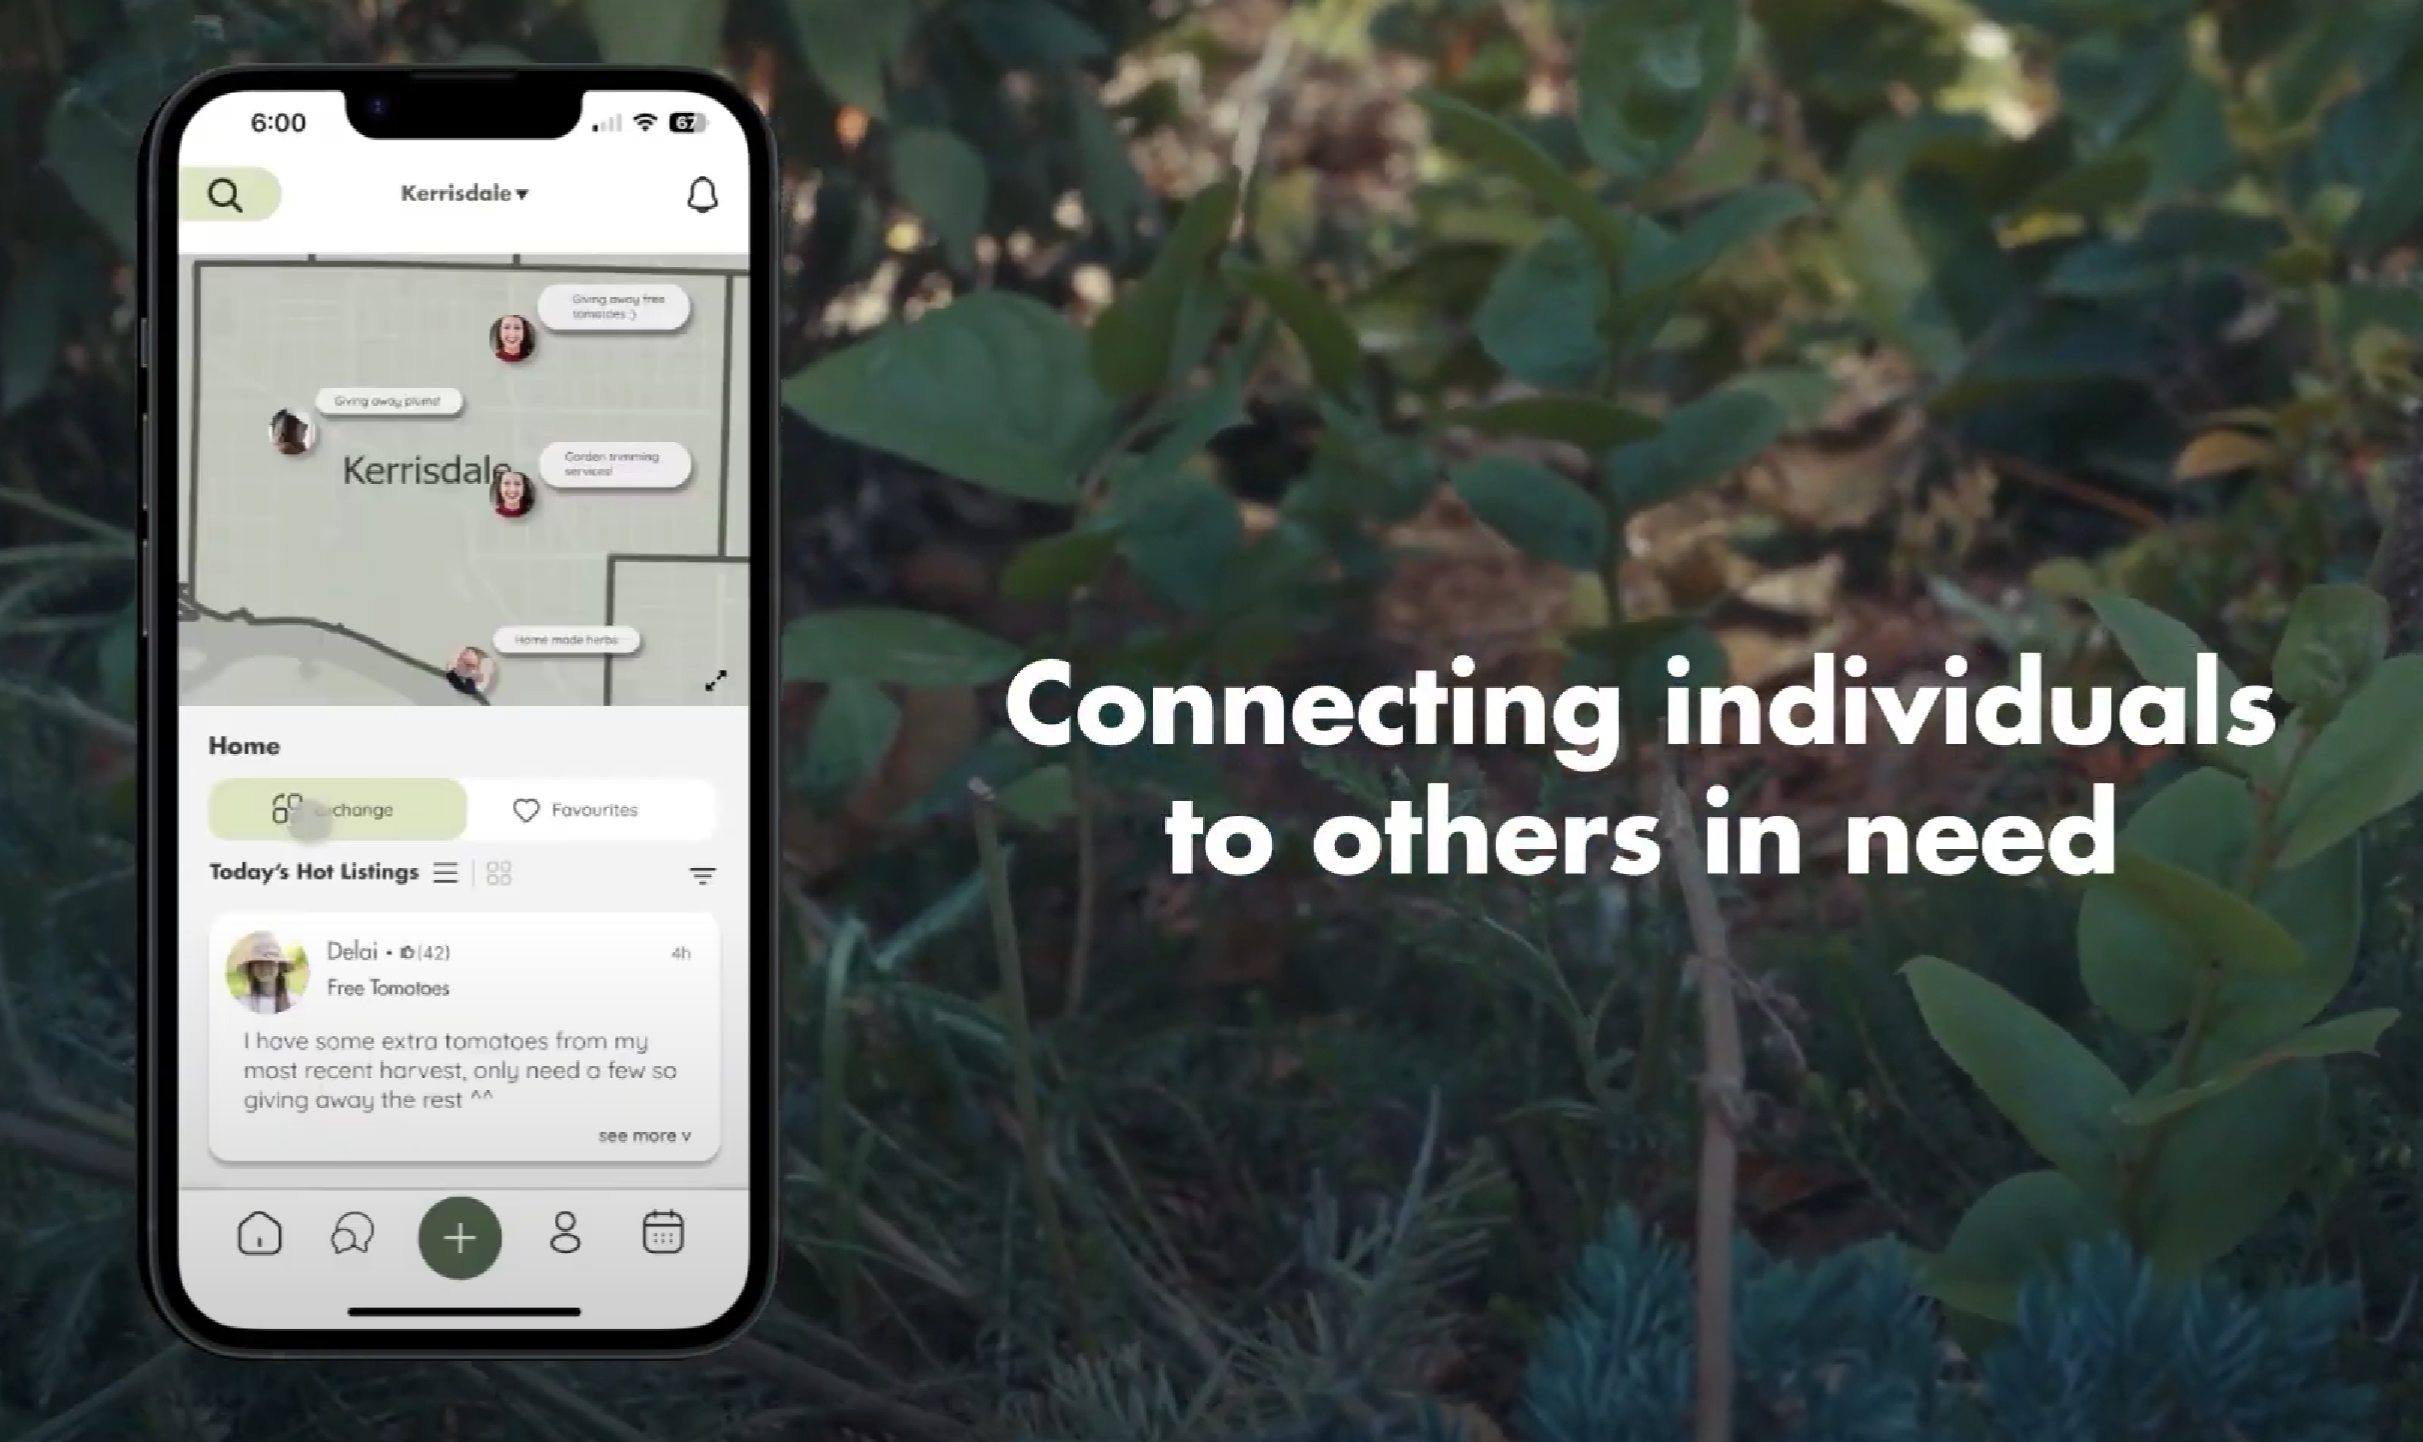 6:00
67
Kerrisdale
Giving away free
tomatoes :)
Giving away plums!
Kerrisdale
Garden trimming
services!
Home made herbs
Home
change
Favourites
Today's Hot Listings
Delai • (42)
4h
Free Tomatoes
I have some extra tomatoes from my
most recent harvest, only need a few so
giving away the rest ^^
see more v
Connecting individuals
to others in need